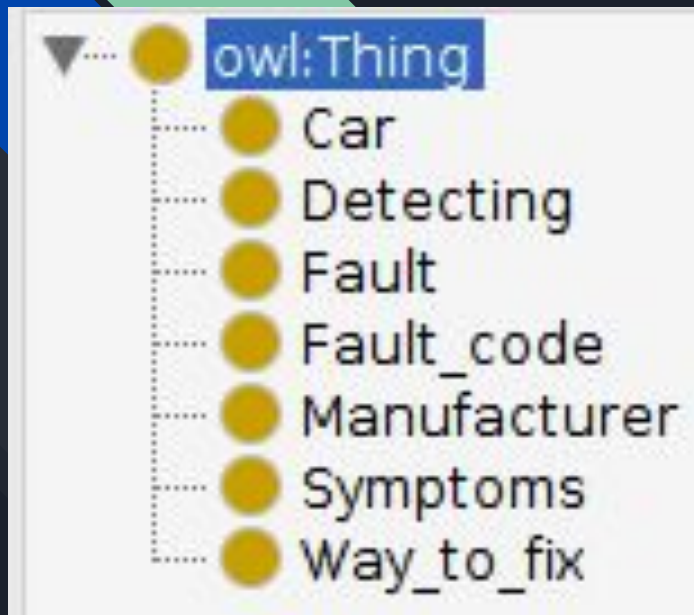 owl:Thing
Car
Detecting
Fault
Fault_code
Manufacturer
Symptoms
Way_to_fix